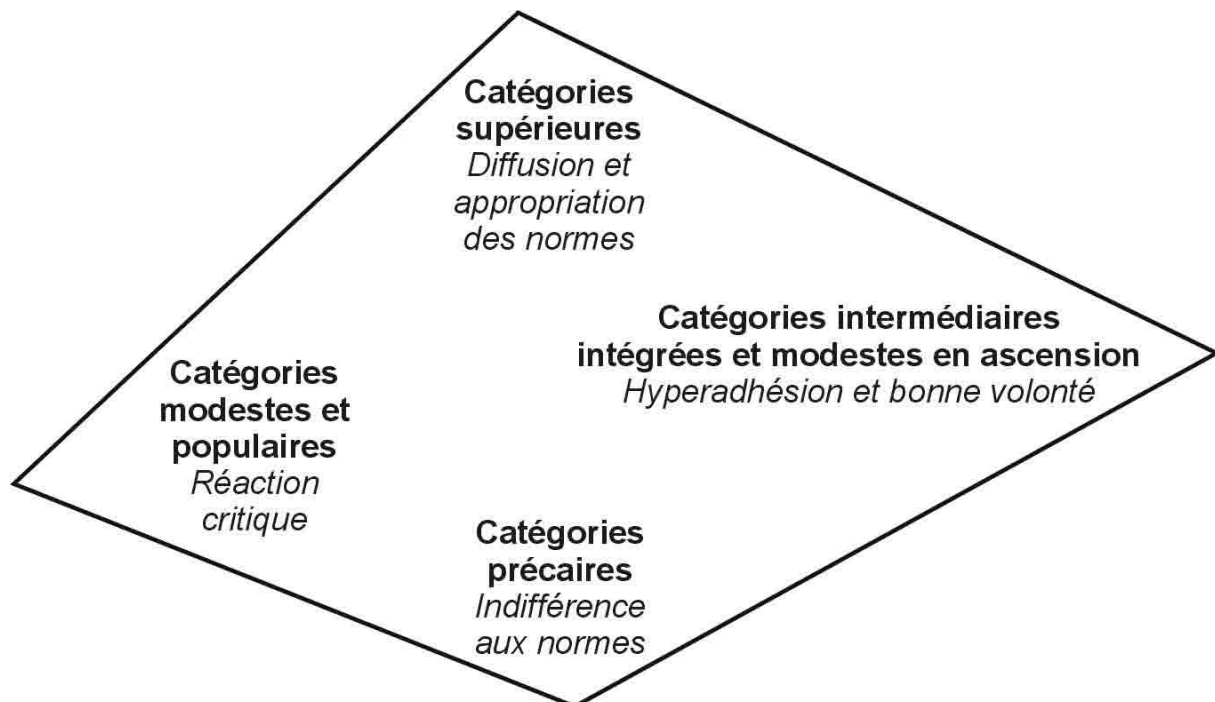 Catégories
supérieures
Diffusion et
appropriation
des normes
Catégories intermédiaires
intégrées et modestes en ascension
Hyperadhésion et bonne volonté
Catégories
modestes et
populaires
Réaction
critique
Catégories
précaires
Indifférence
aux normes